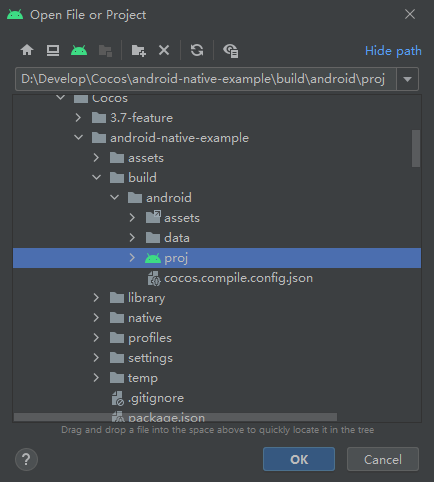 Open File or Project
Hide path
D:\Develop\Cocos\android-native-example\build\android\proj
Cocos
3.7-feature
android-native-example
assets
build
android
assets
data
proj
cocos.compile.config.json
library
native
profiles
settings
temp
.gitignore
package.json
Drag and drop a file into the space above to quickly locate it in the tree
?
OK
Cancel